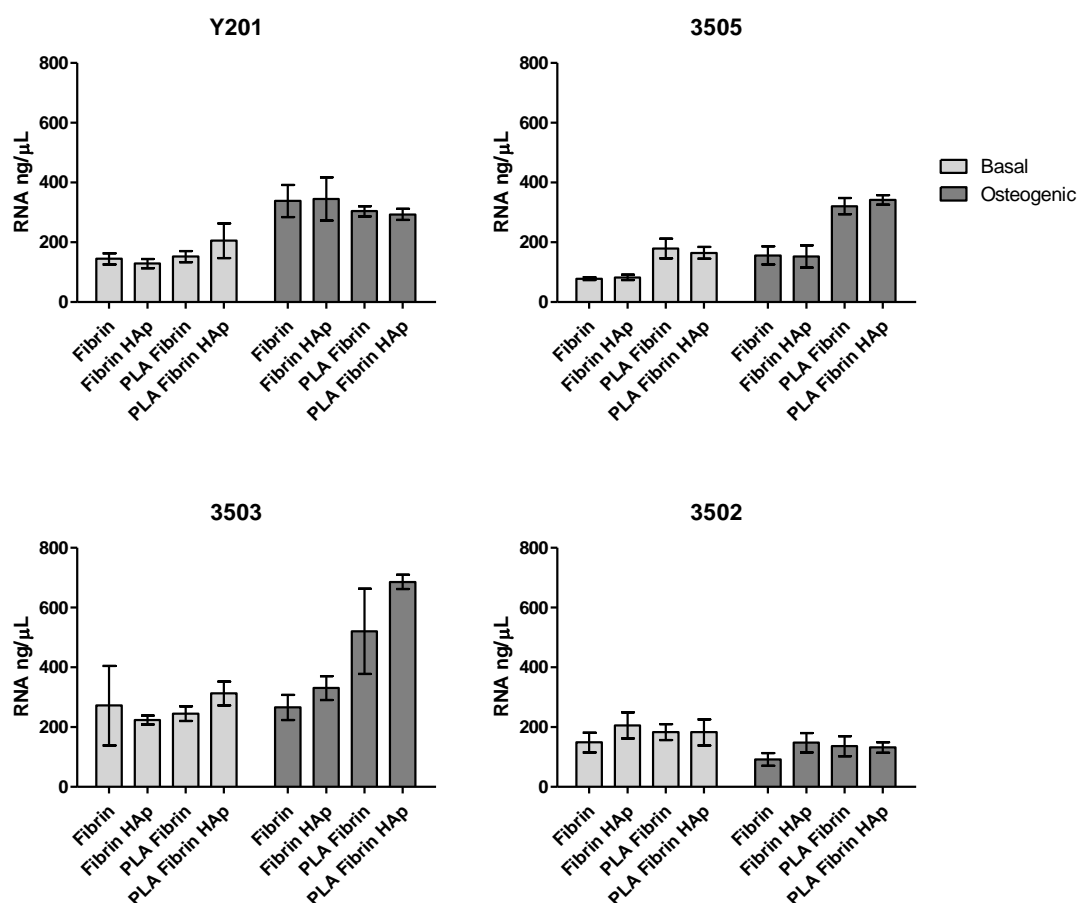 Y201
800
600
400
200
0
RNA ng/µL
Fibrin
Fibrin HAp
PLA Fibrin
PLA Fibrin HAp
Fibrin
Fibrin HAp
PLA Fibrin
PLA Fibrin HAp
3505
800
600
400
200
0
RNA ng/µL
Fibrin
Fibrin HAp
PLA Fibrin
PLA Fibrin HAp
Fibrin
Fibrin HAp
PLA Fibrin
PLA Fibrin HAp
Basal
Osteogenic
3503
800
600
400
200
0
RNA ng/µL
Fibrin
Fibrin HAp
PLA Fibrin
PLA Fibrin HAp
Fibrin
Fibrin HAp
PLA Fibrin
PLA Fibrin HAp
3502
800
600
400
200
0
RNA ng/µL
Fibrin
Fibrin HAp
PLA Fibrin
PLA Fibrin HAp
Fibrin
Fibrin HAp
PLA Fibrin
PLA Fibrin HAp